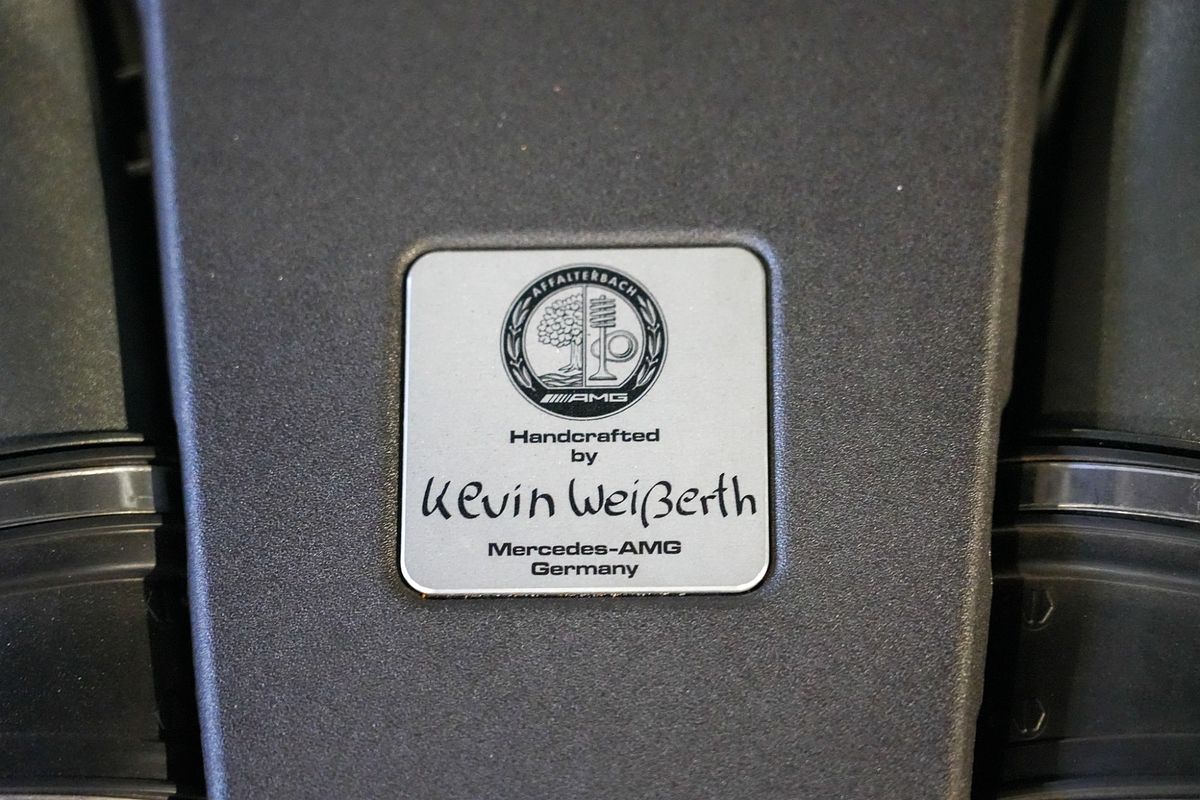 AFFALTERBACH
AMG
Handcrafted
by
Kevin Weißerth
Mercedes-AMG
Germany